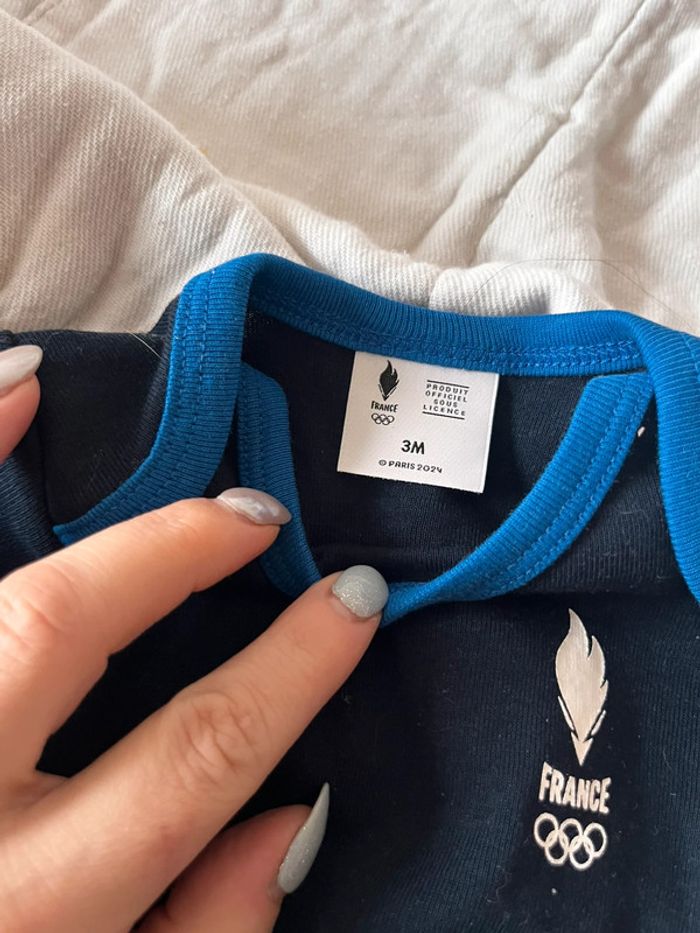 FRANCE
PRODUIT
OFFICIEL
SOUS
LICENCE
3M
© PARIS 2024
FRANCE